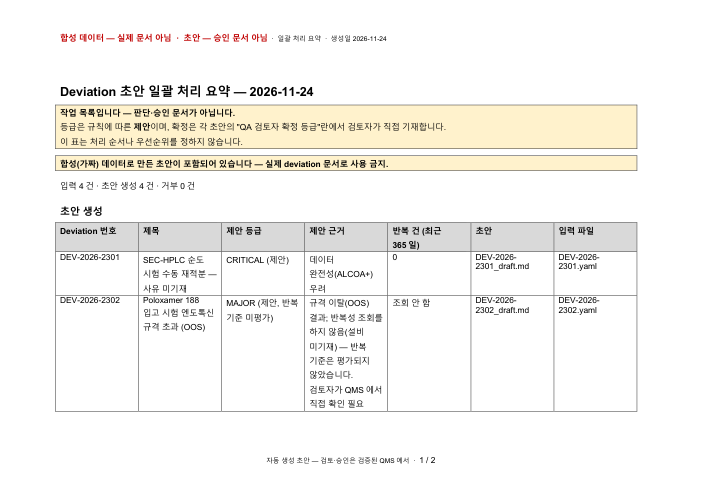 합성 데이터 — 실제 문서 아님 · 초안 — 승인 문서 아님 · 일괄 처리 요약 · 생성일 2026-11-24
Deviation 초안 일괄 처리 요약 — 2026-11-24
작업 목록입니다 — 판단·승인 문서가 아닙니다.
등급은 규칙에 따른 제안이며, 확정은 각 초안의 "QA 검토자 확정 등급"란에서 검토자가 직접 기재합니다.
이 표는 처리 순서나 우선순위를 정하지 않습니다.
합성(가짜) 데이터로 만든 초안이 포함되어 있습니다 — 실제 deviation 문서로 사용 금지.
입력 4 건 · 초안 생성 4 건 · 거부 0 건
초안 생성
Deviation 번호
제목
제안 등급
제안 근거
반복 건 (최근
365 일)
초안
입력 파일
DEV-2026-2301
SEC-HPLC 순도
시험 수동 재적분 —
사유 미기재
CRITICAL (제안)
데이터
완전성(ALCOA+)
우려
0
DEV-2026-
2301_draft.md
DEV-2026-
2301.yaml
DEV-2026-2302
Poloxamer 188
입고 시험 엔도톡신
규격 초과 (OOS)
MAJOR (제안, 반복
기준 미평가)
규격 이탈(OOS)
결과; 반복성 조회를
하지 않음(설비
미기재) — 반복
기준은 평가되지
않았습니다.
검토자가 QMS 에서
직접 확인 필요
조회 안 함
DEV-2026-
2302_draft.md
DEV-2026-
2302.yaml
자동 생성 초안 — 검토·승인은 검증된 QMS 에서 · 1 / 2